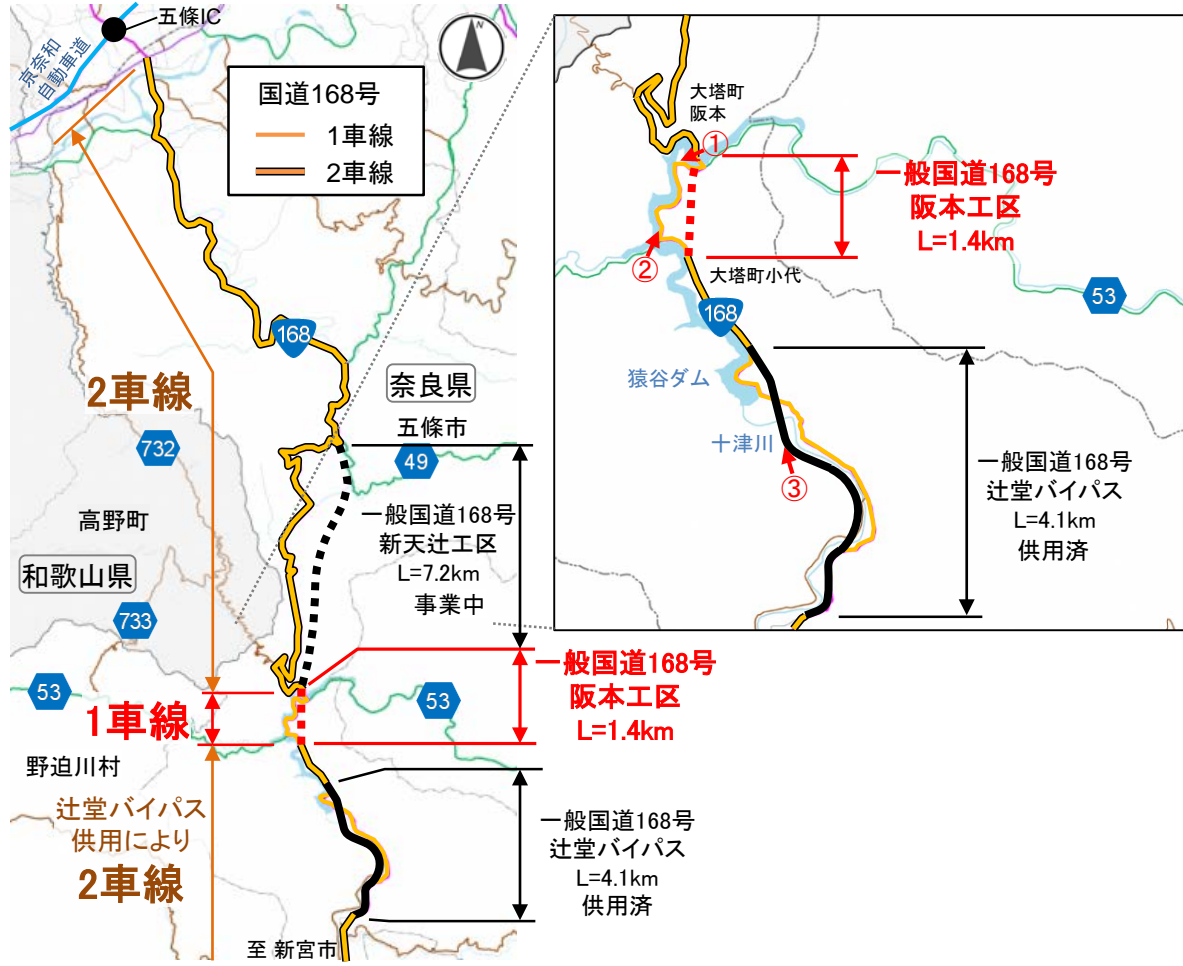 五條IC
京奈和
自動車道
国道168号
1車線
2車線
168
2車線
奈良県
五條市
49
732
高野町
一般国道168号
新天辻工区
L=7.2km
事業中
和歌山県
733
53
1車線
53
一般国道168号
阪本工区
L=1.4km
野迫川村
辻堂バイパス
供用により
2車線
一般国道168号
辻堂バイパス
L=4.1km
供用済
至 新宮市
大塔町
阪本
①
一般国道168号
阪本工区
L=1.4km
②
大塔町小代
53
168
猿谷ダム
十津川
③
一般国道168号
辻堂バイパス
L=4.1km
供用済
N